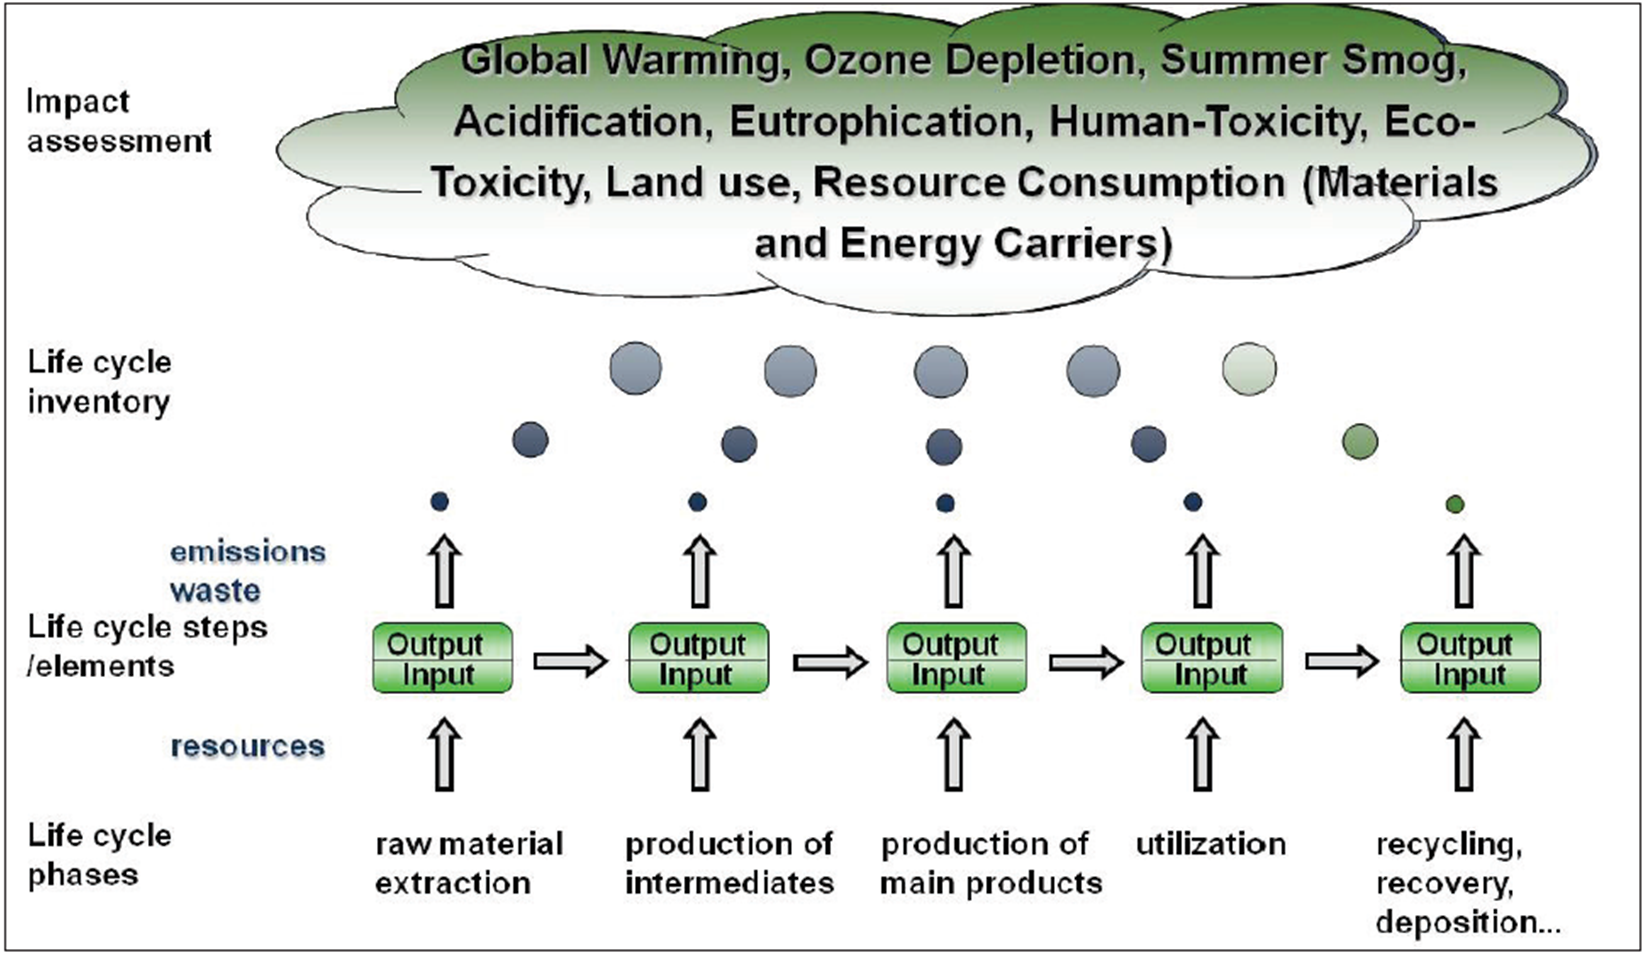 Global Warming, Ozone Depletion, Summer Smog,
Acidification, Eutrophication, Human-Toxicity, Eco-
Toxicity, Land use, Resource Consumption (Materials
and Energy Carriers)
Impact
assessment
Life cycle
inventory
emissions
waste
Life cycle steps
/elements
Output
Input
Output
Input
Output
Input
Output
Input
Output
Input
resources
Life cycle
phases
raw material
extraction
production of
intermediates
production of
main products
utilization
recycling,
recovery,
deposition...